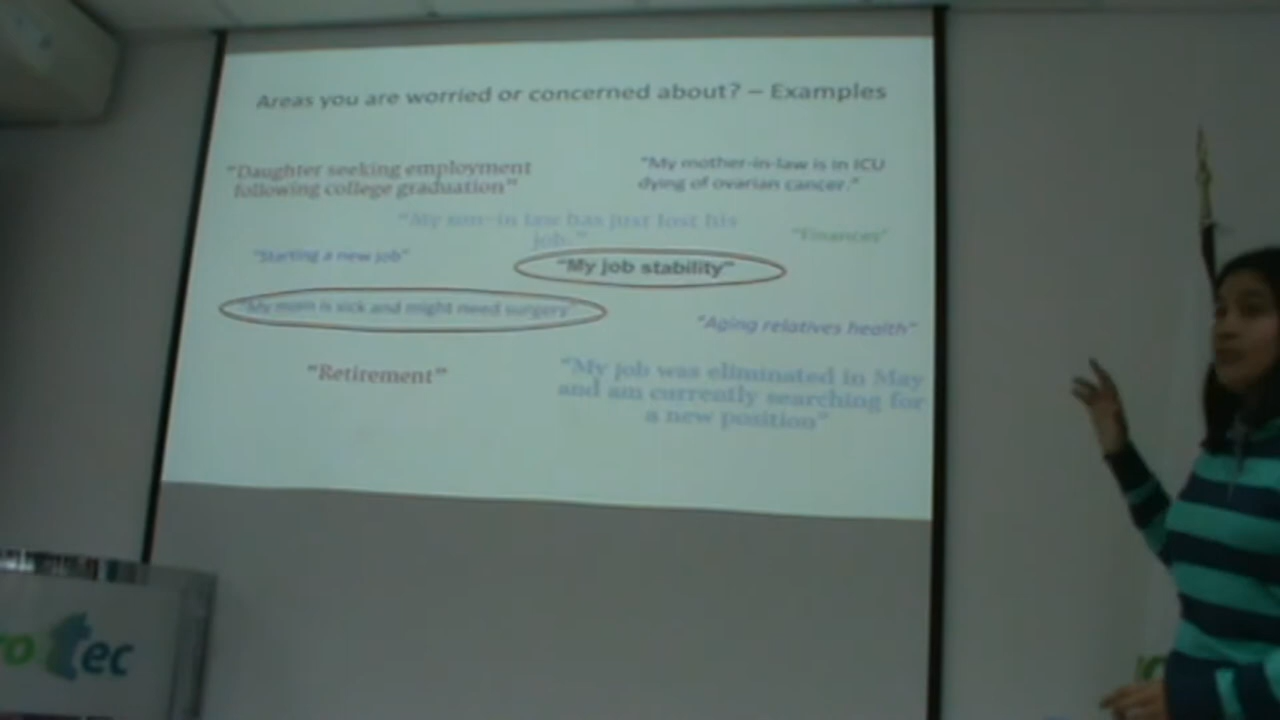 Areas you are worried or concerned about? – Examples
"Daughter seeking employment
following college graduation"
"My mother-in-law is in ICU
dying of ovarian cancer."
"My son-in law has just lost his
job."
"Finances"
"Starting a new job"
"My job stability"
"My mom is sick and might need surgery"
"Aging relatives health"
"Retirement"
"My job was eliminated in May
and am currently searching for
a new position"
ro tec